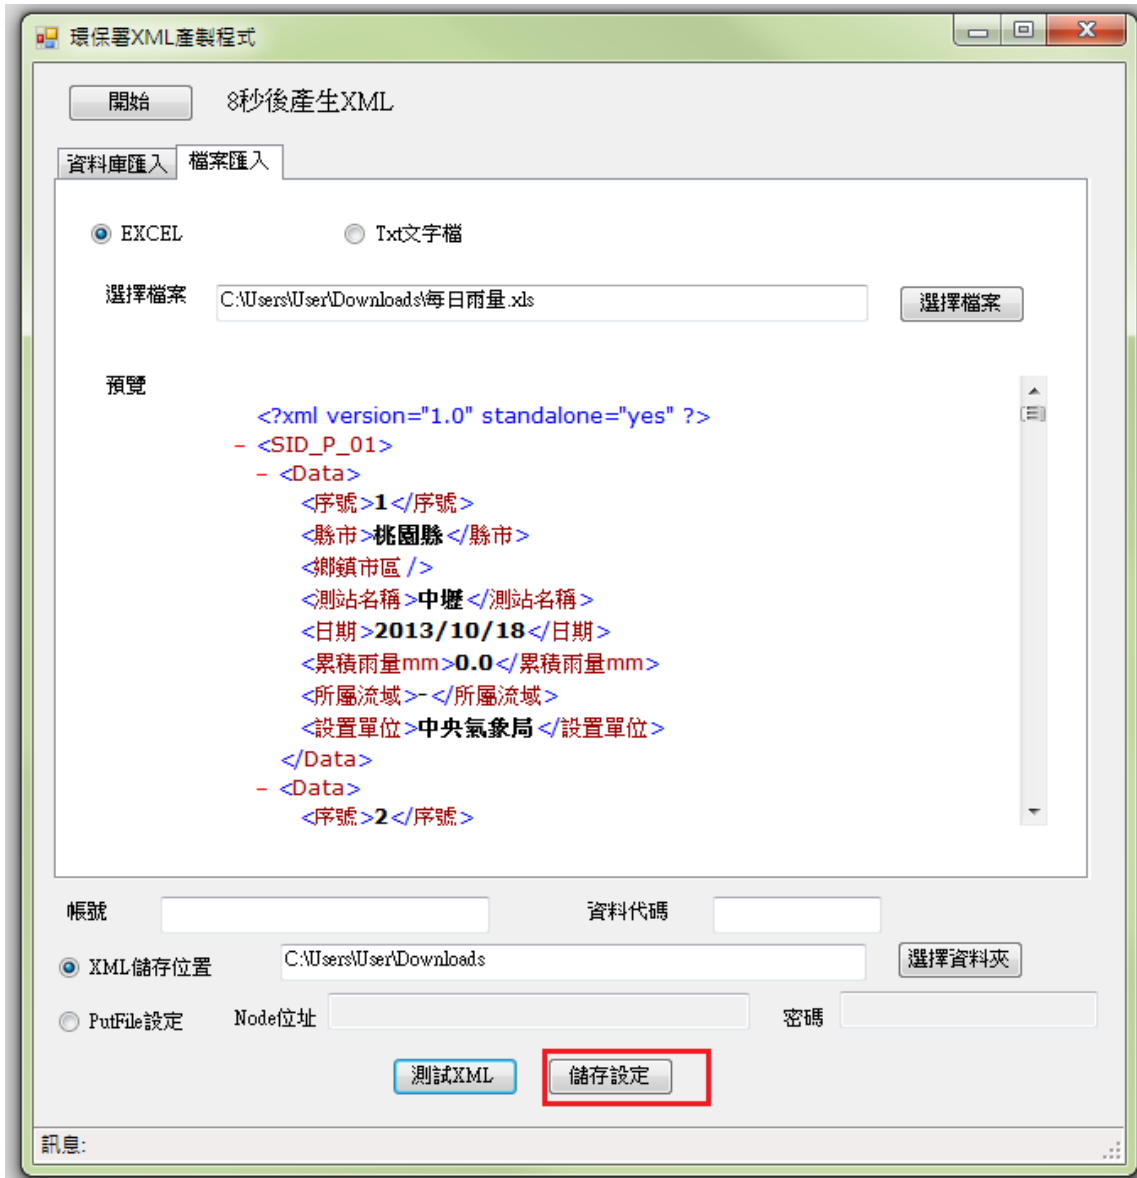 環保署XML產製程式
開始 8秒後產生XML
資料庫匯入 檔案匯入
EXCEL Txt文字檔
選擇檔案 C:\Users\User\Downloads\每日雨量.xls 選擇檔案
預覽
<?xml version="1.0" standalone="yes" ?>
- <SID_P_01>
- <Data>
<序號>1</序號>
<縣市>桃園縣</縣市>
<鄉鎮市區 />
<測站名稱>中壢</測站名稱>
<日期>2013/10/18</日期>
<累積雨量mm>0.0</累積雨量mm>
<所屬流域>-</所屬流域>
<設置單位>中央氣象局</設置單位>
</Data>
- <Data>
<序號>2</序號>
帳號 資料代碼
XML儲存位置 C:\Users\User\Downloads 選擇資料夾
PutFile設定 Node位址 密碼
測試XML 儲存設定
訊息: